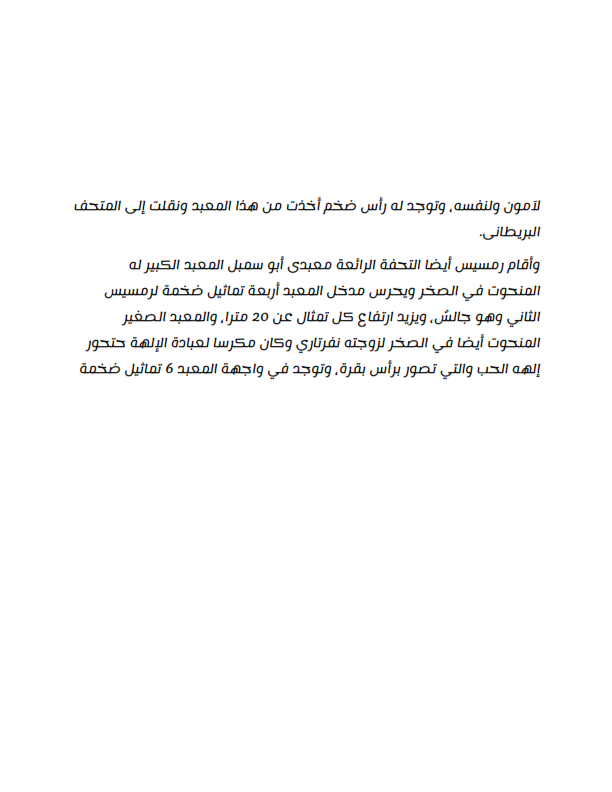 لآمون ولنفسه، وتوجد له رأس ضخم أخذت من هذا المعبد ونقلت إلى المتحف
البريطانى.
وأقام رمسيس أيضا التحفة الرائعة معبدى أبو سمبل المعبد الكبير له
المنحوت في الصخر ويحرس مدخل المعبد أربعة تماثيل ضخمة لرمسيس
الثاني وهو جالسٌ، ويزيد ارتفاع كل تمثال عن 20 مترا، والمعبد الصغير
المنحوت أيضا في الصخر لزوجته نفرتاري وكان مكرسا لعبادة الإلهة حتحور
إلهه الحب والتي تصور برأس بقرة، وتوجد في واجهة المعبد 6 تماثيل ضخمة